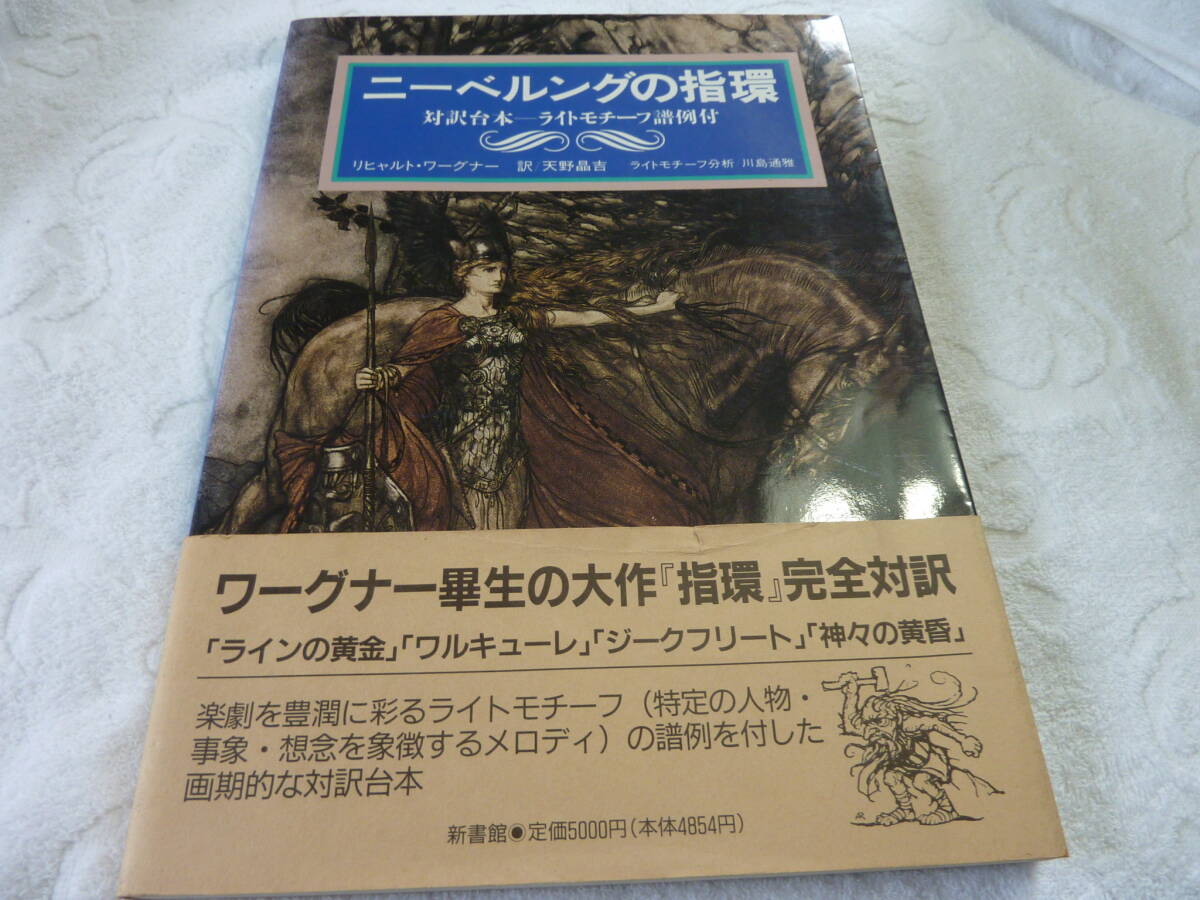 ニーベルングの指環
対訳台本—ライトモチーフ譜例付
リヒャルト・ワーグナー 訳/天野晶吉 ライトモチーフ分析/川島通雅
ワーグナー畢生の大作『指環』完全対訳
「ラインの黄金」「ワルキューレ」「ジークフリート」「神々の黄昏」
楽劇を豊潤に彩るライトモチーフ（特定の人物・
事象・想念を象徴するメロディ）の譜例を付した
画期的な対訳台本
新書館●定価5000円（本体4854円）